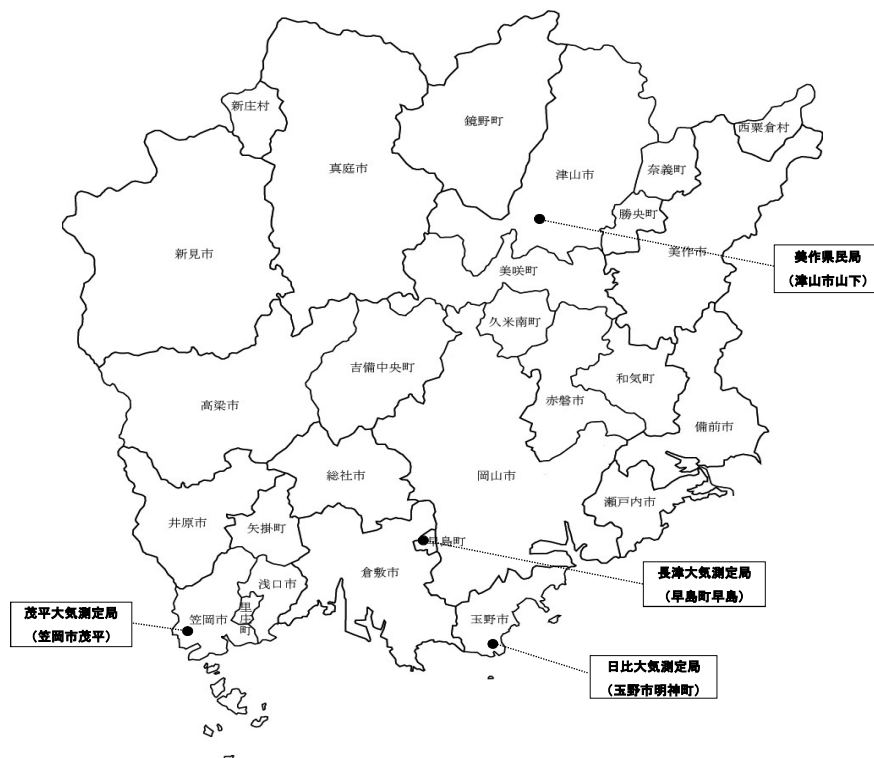 新庄村
鏡野町
西粟倉村
真庭市
津山市
奈義町
勝央町
新見市
美作市
美咲町
美作県民局
（津山市山下）
久米南町
吉備中央町
和気町
高梁市
赤磐市
備前市
総社市
岡山市
瀬戸内市
井原市
矢掛町
早島町
倉敷市
浅口市
長津大気測定局
（早島町早島）
茂平大気測定局
（笠岡市茂平）
笠岡市
里庄町
玉野市
日比大気測定局
（玉野市明神町）